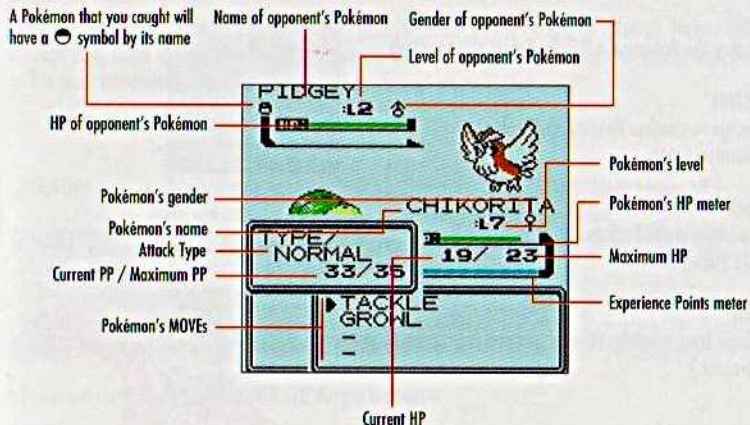 A Pokémon that you caught will
have a symbol by its name
Name of opponent's Pokémon
Gender of opponent's Pokémon
Level of opponent's Pokémon
PIDGEY
:L2
♂
HP of opponent's Pokémon
HP:
Pokémon's level
Pokémon's gender
Pokémon's HP meter
CHIKORITA
Pokémon's name
:L7
♀
TYPE/
Attack Type
NORMAL
19/ 23
Maximum HP
Current PP / Maximum PP
33/35
Experience Points meter
▶TACKLE
GROWL
-
-
Pokémon's MOVEs
Current HP